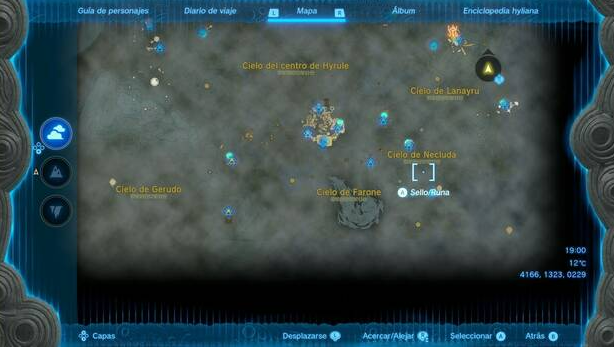 Guía de personajes Diario de viaje L Mapa R Álbum Enciclopedia hyliana
Cielo del centro de Hyrule
Cielo de Lanayru
Cielo de Necluda
Cielo de Gerudo
Cielo de Farone
A Sello/Runa
19:00
12°C
4166, 1323, 0229
Capas Desplazarse L Acercar/Alejar R Seleccionar A Atrás B